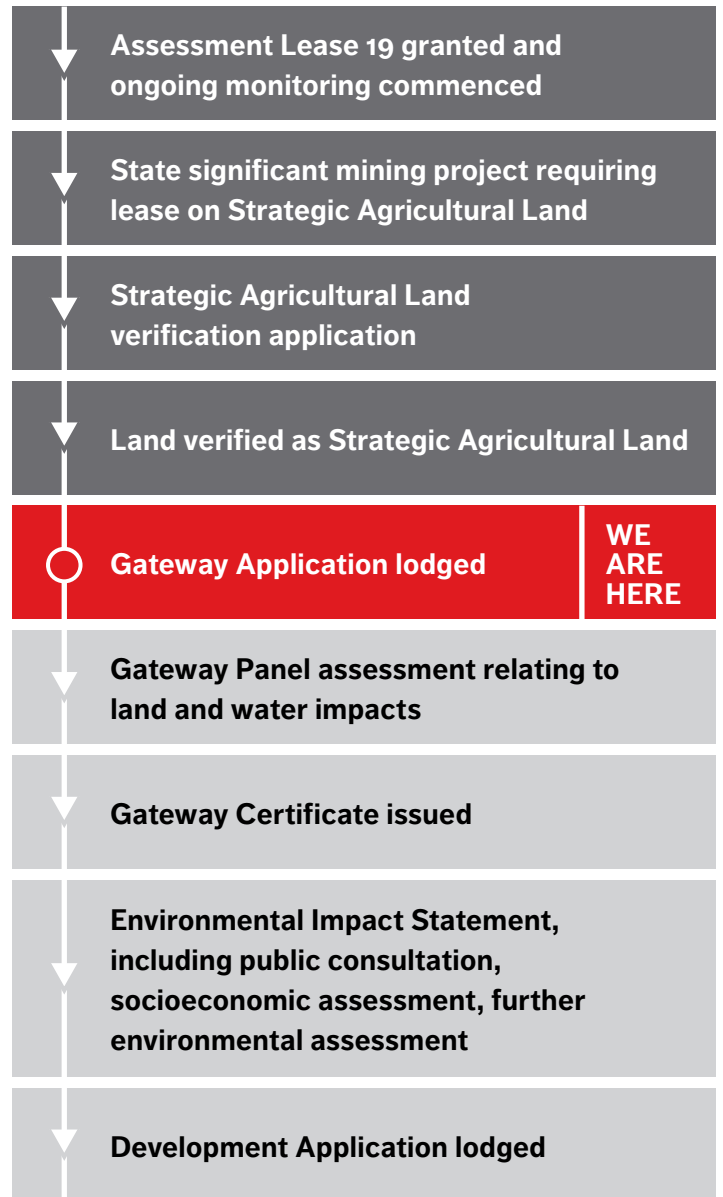 Assessment Lease 19 granted and
ongoing monitoring commenced
State significant mining project requiring
lease on Strategic Agricultural Land
Strategic Agricultural Land
verification application
Land verified as Strategic Agricultural Land
Gateway Application lodged
WE
ARE
HERE
Gateway Panel assessment relating to
land and water impacts
Gateway Certificate issued
Environmental Impact Statement,
including public consultation,
socioeconomic assessment, further
environmental assessment
Development Application lodged